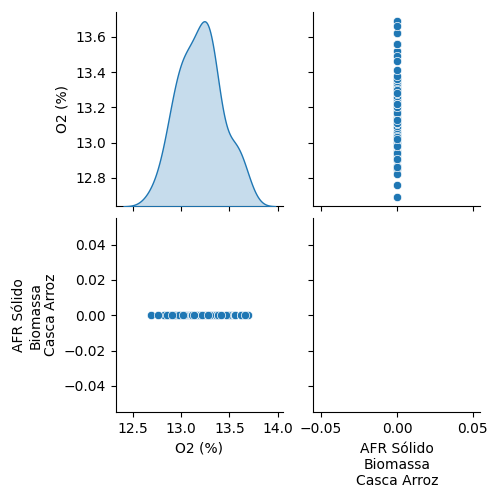 13.6
13.4
13.2
13.0
12.8
O2 (%)
0.04
0.02
0.00
−0.02
−0.04
AFR Sólido
Biomassa
Casca Arroz
12.5 13.0 13.5 14.0
O2 (%)
−0.05 0.00 0.05
AFR Sólido
Biomassa
Casca Arroz